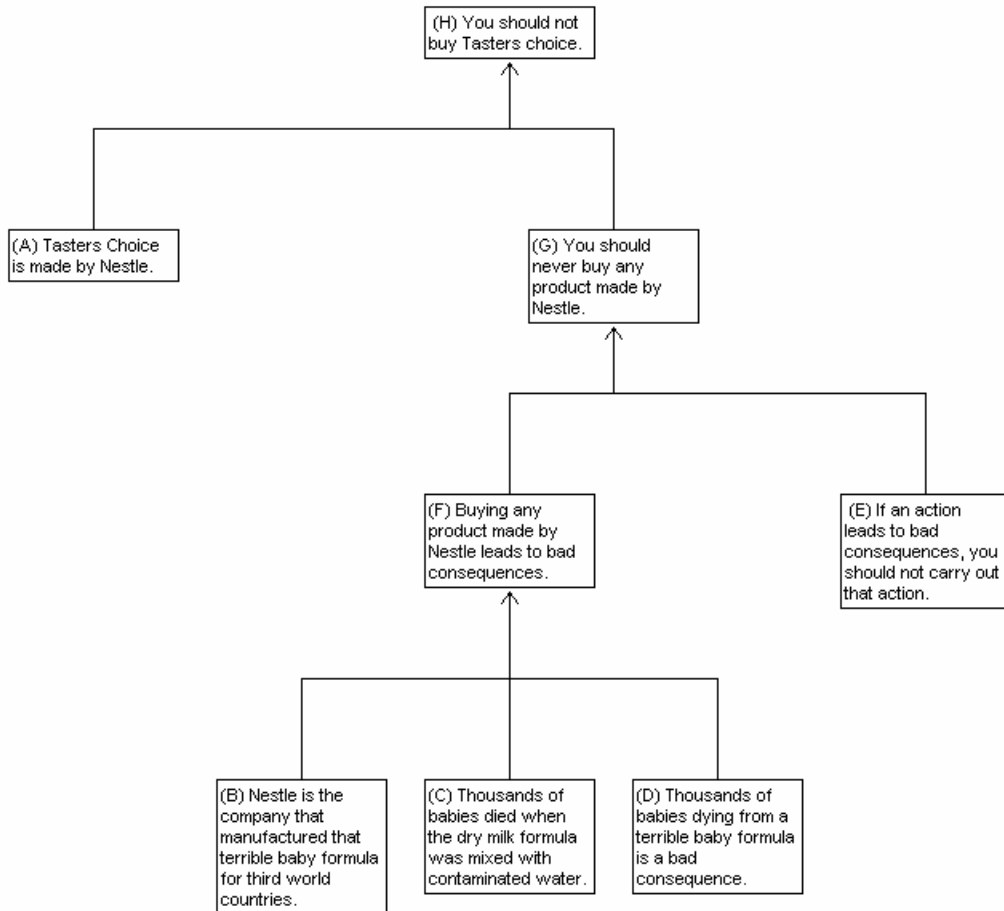 (H) You should not
buy Tasters choice.
(A) Tasters Choice
is made by Nestle.
(G) You should
never buy any
product made by
Nestle.
(F) Buying any
product made by
Nestle leads to bad
consequences.
(E) If an action
leads to bad
consequences, you
should not carry out
that action.
(B) Nestle is the
company that
manufactured that
terrible baby formula
for third world
countries.
(C) Thousands of
babies died when
the dry milk formula
was mixed with
contaminated water.
(D) Thousands of
babies dying from a
terrible baby formula
is a bad
consequence.